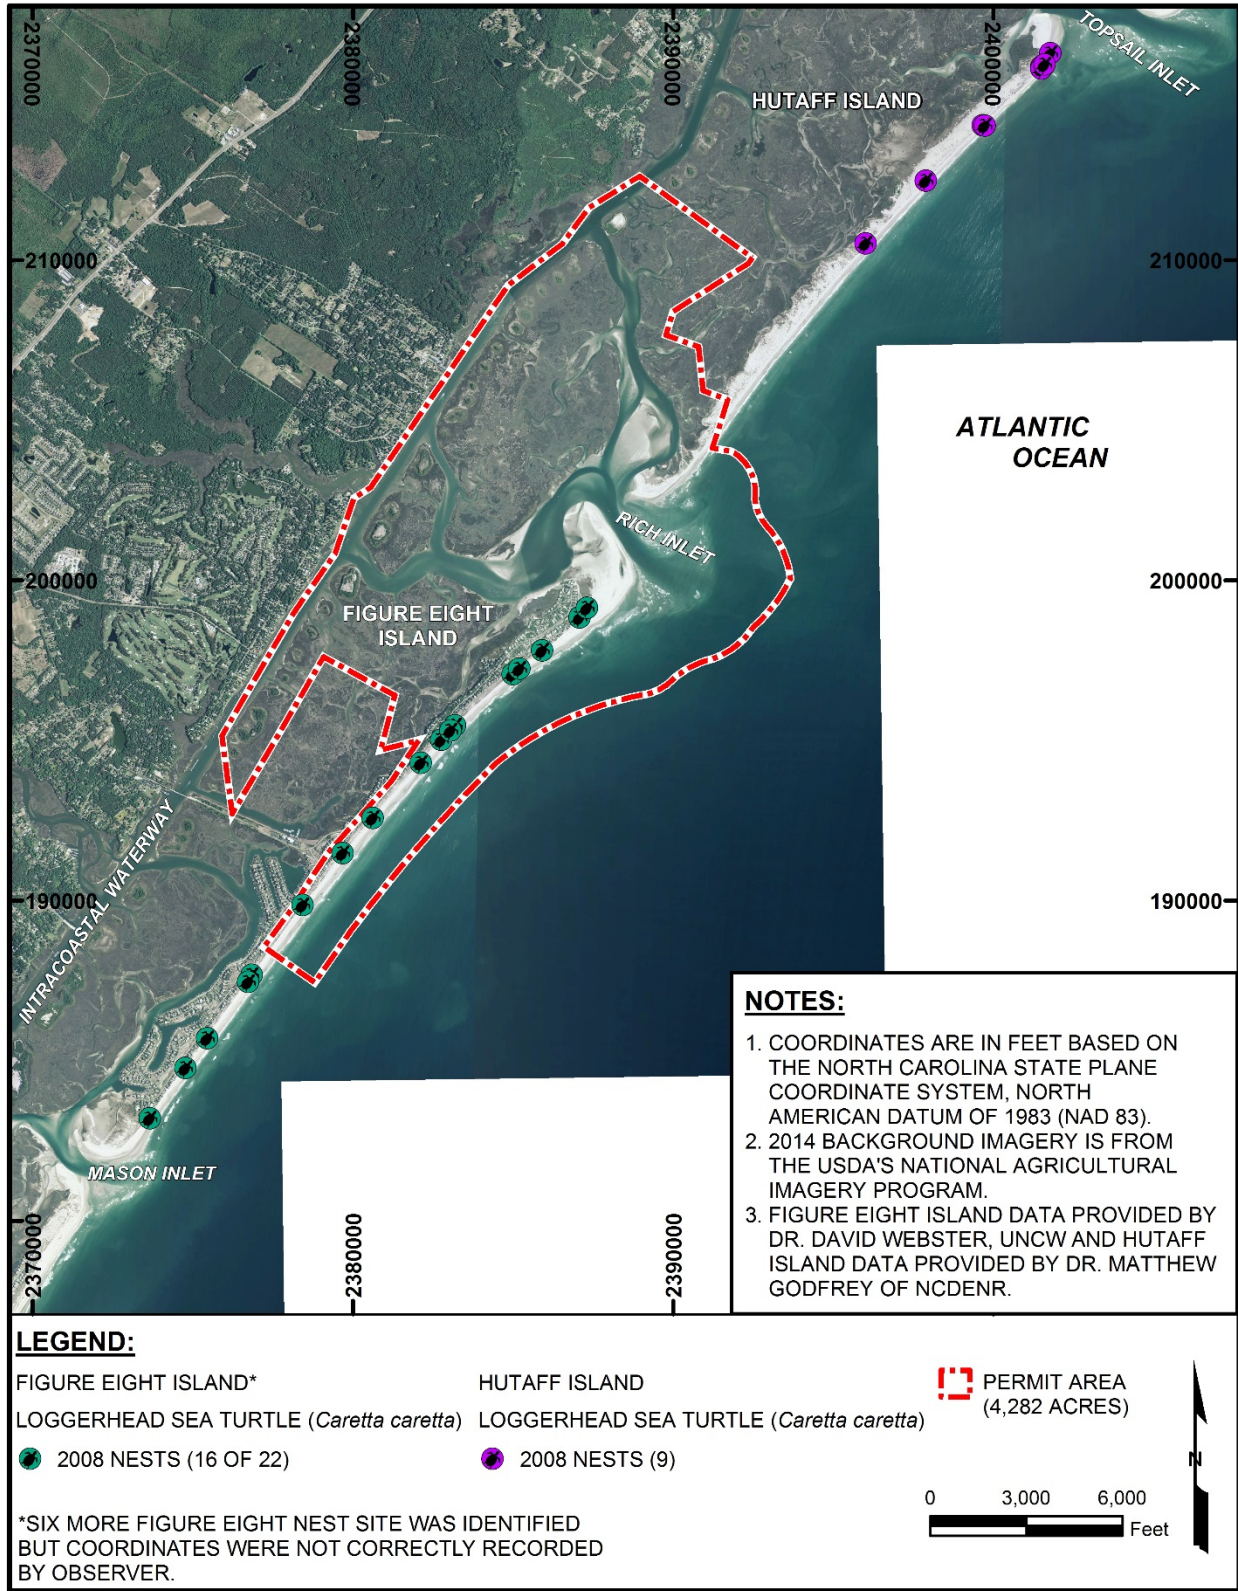 2370000
2380000
2390000
2400000
TOPSAIL INLET
HUTAFF ISLAND
210000
210000
ATLANTIC
OCEAN
RICH INLET
200000
200000
FIGURE EIGHT
ISLAND
INTRACOASTAL WATERWAY
190000
190000
MASON INLET
2370000
2380000
2390000
NOTES:
1. COORDINATES ARE IN FEET BASED ON
THE NORTH CAROLINA STATE PLANE
COORDINATE SYSTEM, NORTH
AMERICAN DATUM OF 1983 (NAD 83).
2. 2014 BACKGROUND IMAGERY IS FROM
THE USDA'S NATIONAL AGRICULTURAL
IMAGERY PROGRAM.
3. FIGURE EIGHT ISLAND DATA PROVIDED BY
DR. DAVID WEBSTER, UNCW AND HUTAFF
ISLAND DATA PROVIDED BY DR. MATTHEW
GODFREY OF NCDENR.
LEGEND:
FIGURE EIGHT ISLAND*
LOGGERHEAD SEA TURTLE (Caretta caretta)
2008 NESTS (16 OF 22)
*SIX MORE FIGURE EIGHT NEST SITE WAS IDENTIFIED
BUT COORDINATES WERE NOT CORRECTLY RECORDED
BY OBSERVER.
HUTAFF ISLAND
LOGGERHEAD SEA TURTLE (Caretta caretta)
2008 NESTS (9)
PERMIT AREA
(4,282 ACRES)
N
0 3,000 6,000
Feet